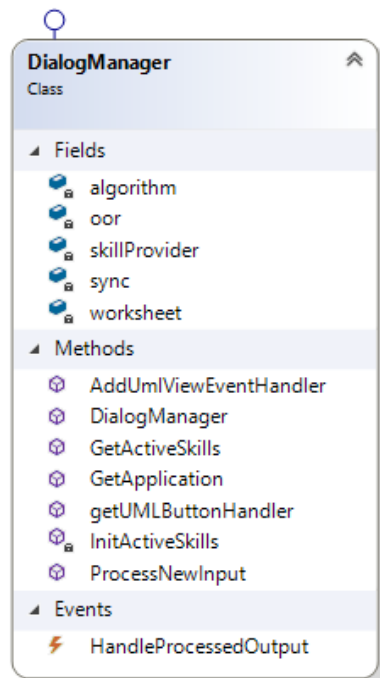 DialogManager
Class
Fields
algorithm
oor
skillProvider
sync
worksheet
Methods
AddUmlViewEventHandler
DialogManager
GetActiveSkills
GetApplication
getUMLButtonHandler
InitActiveSkills
ProcessNewInput
Events
HandleProcessedOutput